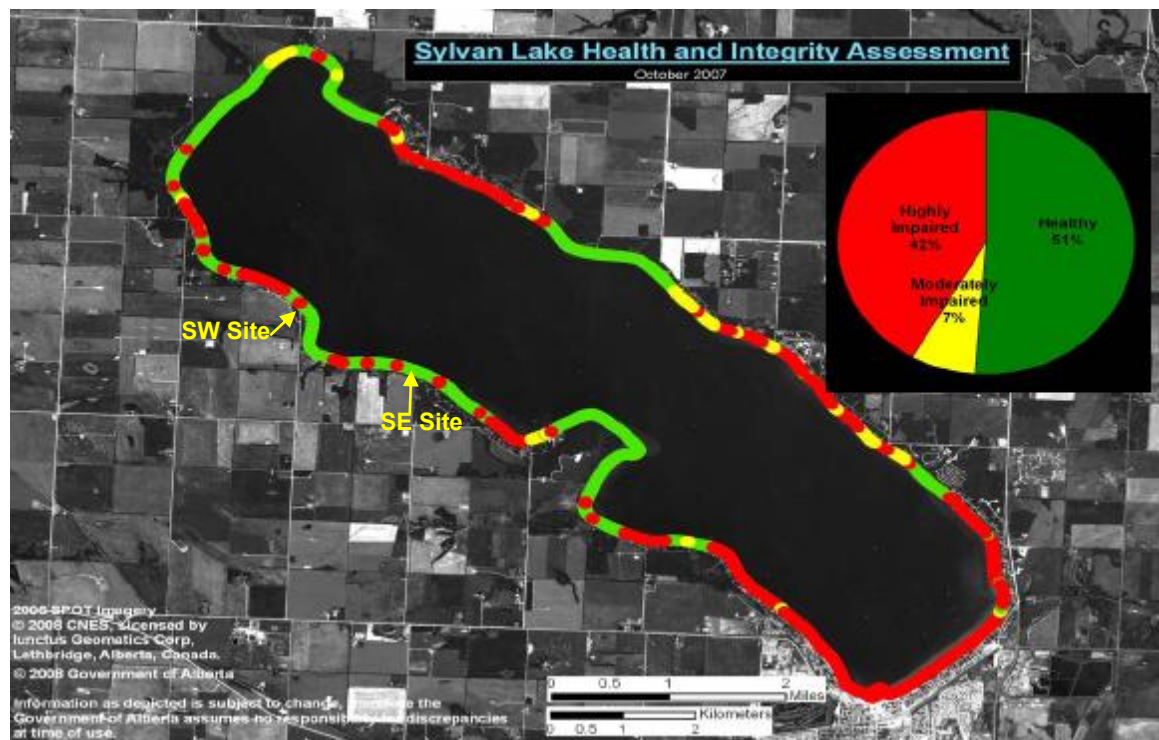 Sylvan Lake Health and Integrity Assessment
October 2007
Highly
Impaired
42%
Healthy
51%
Moderately
Impaired
7%
SW Site
SE Site
2006 SPOT Imagery
© 2008 CNES, licensed by
Iunctus Geomatics Corp,
Lethbridge, Alberta, Canada.
© 2008 Government of Alberta
Information as depicted is subject to change, therefore the
Government of Alberta assumes no responsibility for discrepancies
at time of use.
0 0.5 1 2
Miles
Kilometers
0 0.5 1 2